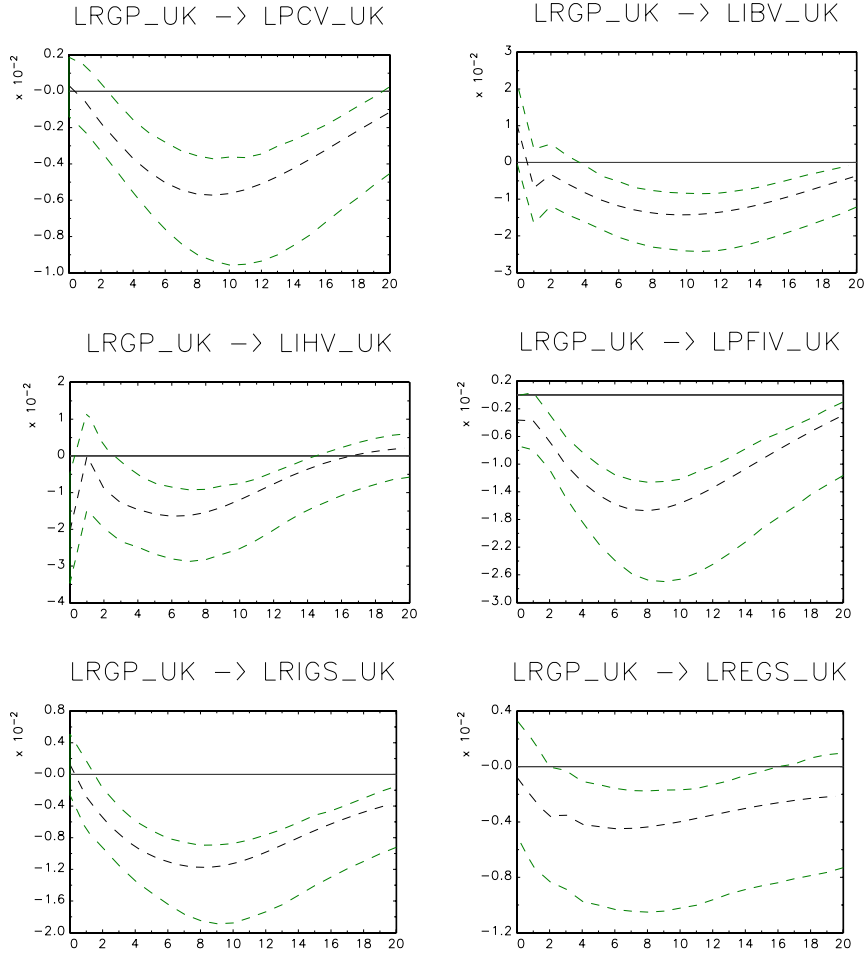 LRGP_UK -> LPCV_UK
x 10-2
0.2
-0.0
-0.2
-0.4
-0.6
-0.8
-1.0
0 2 4 6 8 10 12 14 16 18 20
LRGP_UK -> LIBV_UK
x 10-2
3
2
1
0
-1
-2
-3
0 2 4 6 8 10 12 14 16 18 20
LRGP_UK -> LIHV_UK
x 10-2
2
1
0
-1
-2
-3
-4
0 2 4 6 8 10 12 14 16 18 20
LRGP_UK -> LPFIV_UK
x 10-2
0.2
-0.2
-0.6
-1.0
-1.4
-1.8
-2.2
-2.6
-3.0
0 2 4 6 8 10 12 14 16 18 20
LRGP_UK -> LRIGS_UK
x 10-2
0.8
0.4
-0.0
-0.4
-0.8
-1.2
-1.6
-2.0
0 2 4 6 8 10 12 14 16 18 20
LRGP_UK -> LREGS_UK
x 10-2
0.4
-0.0
-0.4
-0.8
-1.2
0 2 4 6 8 10 12 14 16 18 20